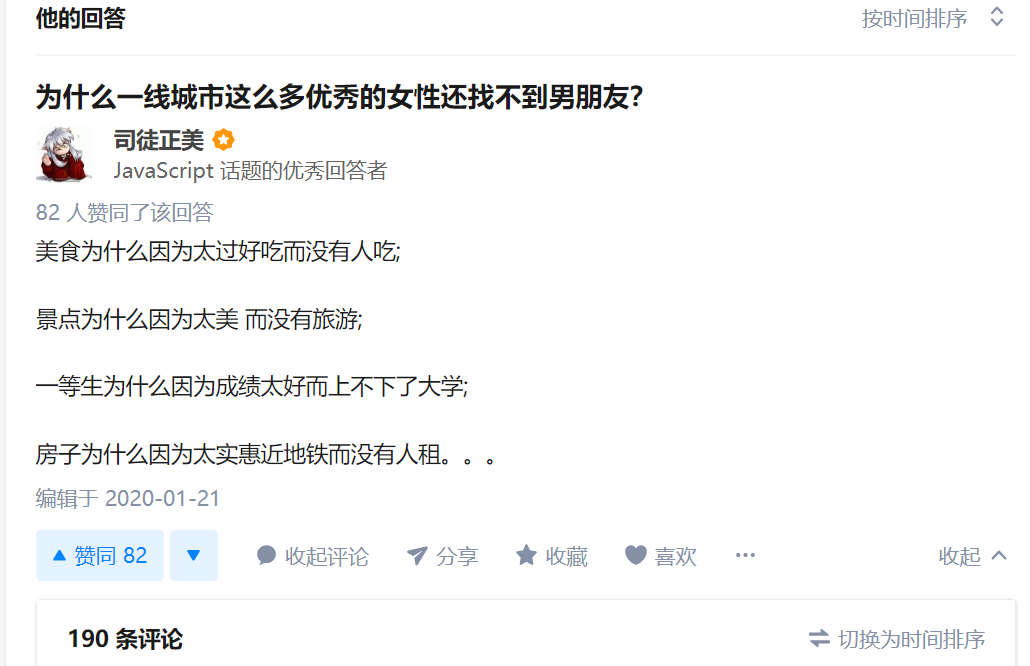 他的回答
按时间排序
为什么一线城市这么多优秀的女性还找不到男朋友?
司徒正美
JavaScript 话题的优秀回答者
82 人赞同了该回答
美食为什么因为太过好吃而没有人吃;
景点为什么因为太美 而没有旅游;
一等生为什么因为成绩太好而上不下了大学;
房子为什么因为太实惠近地铁而没有人租。。。
编辑于 2020-01-21
赞同 82
收起评论
分享
收藏
喜欢
收起
190 条评论
切换为时间排序